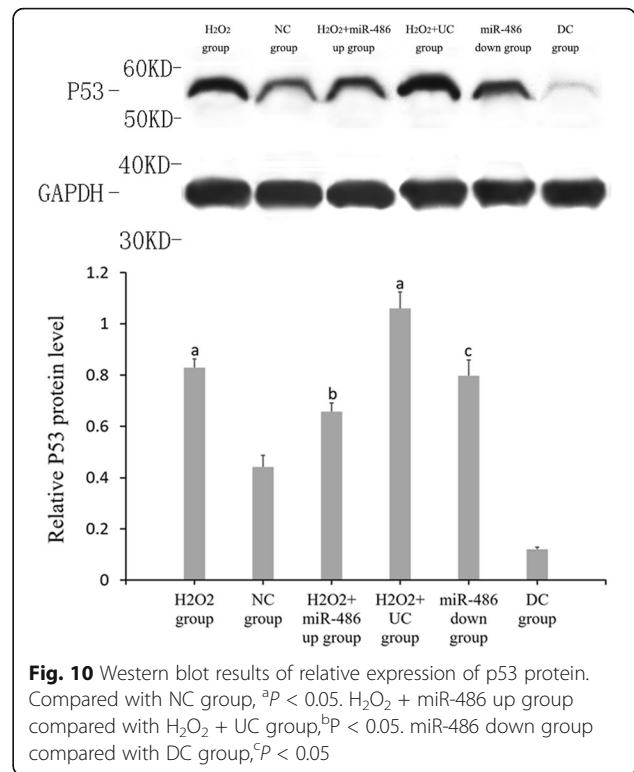 H₂O₂ group
NC group
H₂O₂+miR-486 up group
H₂O₂+UC group
miR-486 down group
DC group
60KD-
P53 -
50KD-
40KD-
GAPDH -
30KD-
Relative P53 protein level
1.2
1
0.8
0.6
0.4
0.2
0
a
b
a
c
H2O2 group
NC group
H2O2+ miR-486 up group
H2O2+ UC group
miR-486 down group
DC group
Fig. 10 Western blot results of relative expression of p53 protein.
Compared with NC group, ᵃP < 0.05. H₂O₂ + miR-486 up group
compared with H₂O₂ + UC group,ᵇP < 0.05. miR-486 down group
compared with DC group,ᶜP < 0.05